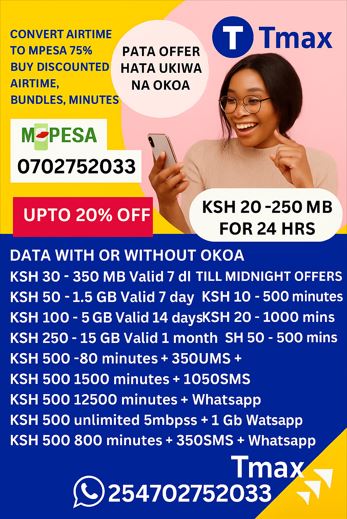 CONVERT AIRTIME
TO MPESA 75%
BUY DISCOUNTED
AIRTIME,
BUNDLES, MINUTES
PATA OFFER
HATA UKIWA
NA OKOA
T Tmax
M-PESA
0702752033
UPTO 20% OFF
KSH 20 -250 MB
FOR 24 HRS
DATA WITH OR WITHOUT OKOA
KSH 30 - 350 MB Valid 7 dl TILL MIDNIGHT OFFERS
KSH 50 - 1.5 GB Valid 7 day KSH 10 - 500 minutes
KSH 100 - 5 GB Valid 14 days KSH 20 - 1000 mins
KSH 250 - 15 GB Valid 1 month SH 50 - 500 mins
KSH 500 -80 minutes + 350UMS +
KSH 500 1500 minutes + 1050SMS
KSH 500 12500 minutes + Whatsapp
KSH 500 unlimited 5mbpss + 1 Gb Watsapp
KSH 500 800 minutes + 350SMS + Whatsapp
Tmax
254702752033